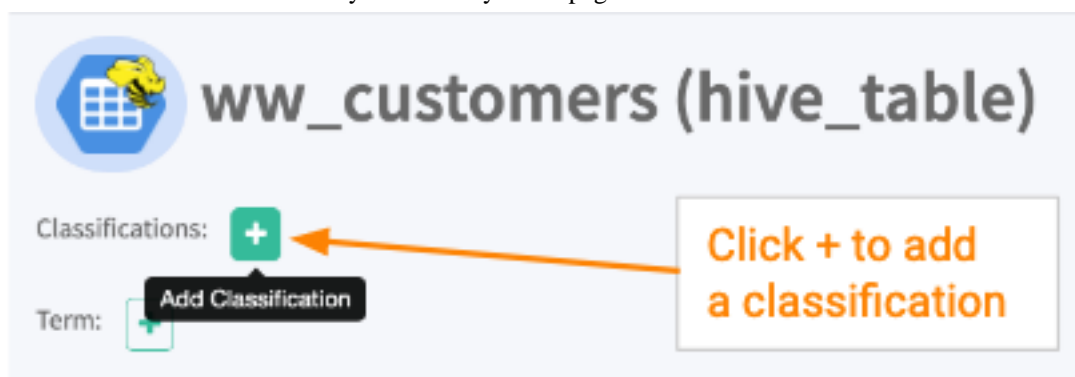 ww_customers (hive_table)
Classifications: +
Click + to add
a classification
Add Classification
Term: +